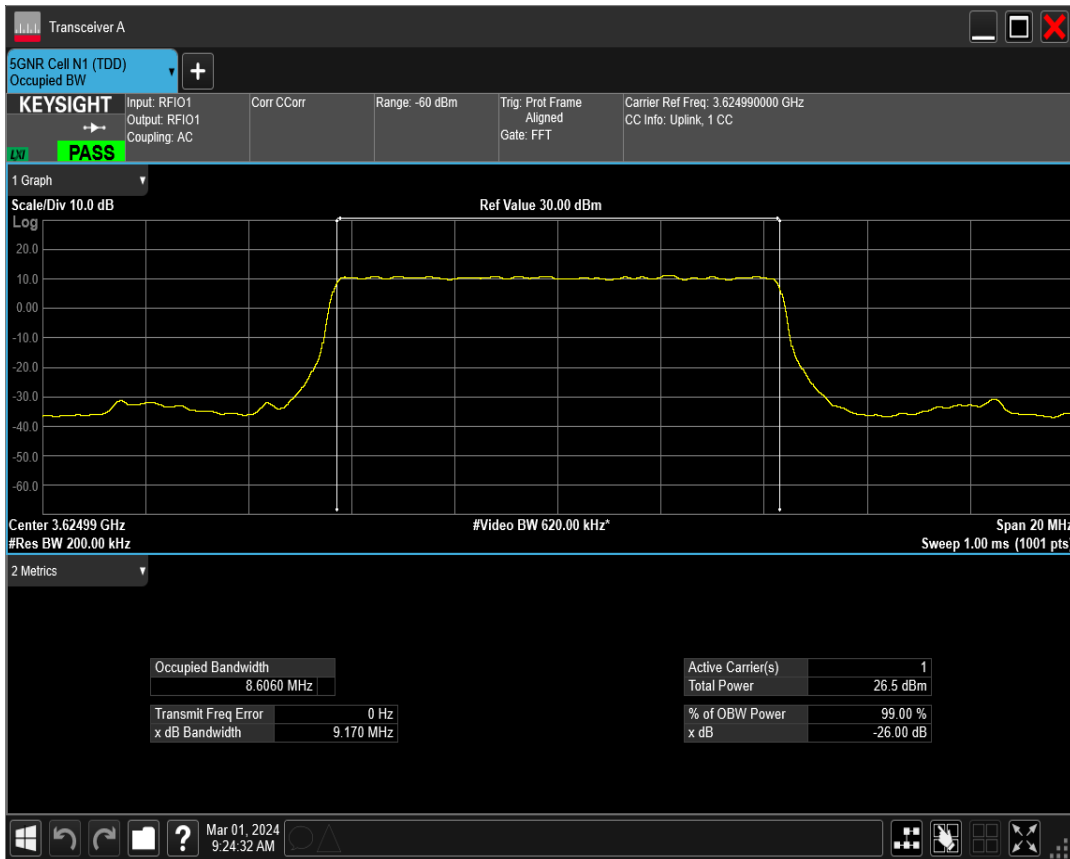 Transceiver A
5GNR Cell N1 (TDD)
Occupied BW
+
KEYSIGHT
LXI
PASS
Input: RFIO1
Output: RFIO1
Coupling: AC
Corr CCorr
Range: -60 dBm
Trig: Prot Frame
Aligned
Gate: FFT
Carrier Ref Freq: 3.624990000 GHz
CC Info: Uplink, 1 CC
1 Graph
Scale/Div 10.0 dB
Ref Value 30.00 dBm
Log
20.0
10.0
0.00
-10.0
-20.0
-30.0
-40.0
-50.0
-60.0
Center 3.62499 GHz
#Video BW 620.00 kHz*
Span 20 MHz
#Res BW 200.00 kHz
Sweep 1.00 ms (1001 pts)
2 Metrics
Occupied Bandwidth
8.6060 MHz
Transmit Freq Error 0 Hz
x dB Bandwidth 9.170 MHz
Active Carrier(s) 1
Total Power 26.5 dBm
% of OBW Power 99.00 %
x dB -26.00 dB
?
Mar 01, 2024
9:24:32 AM